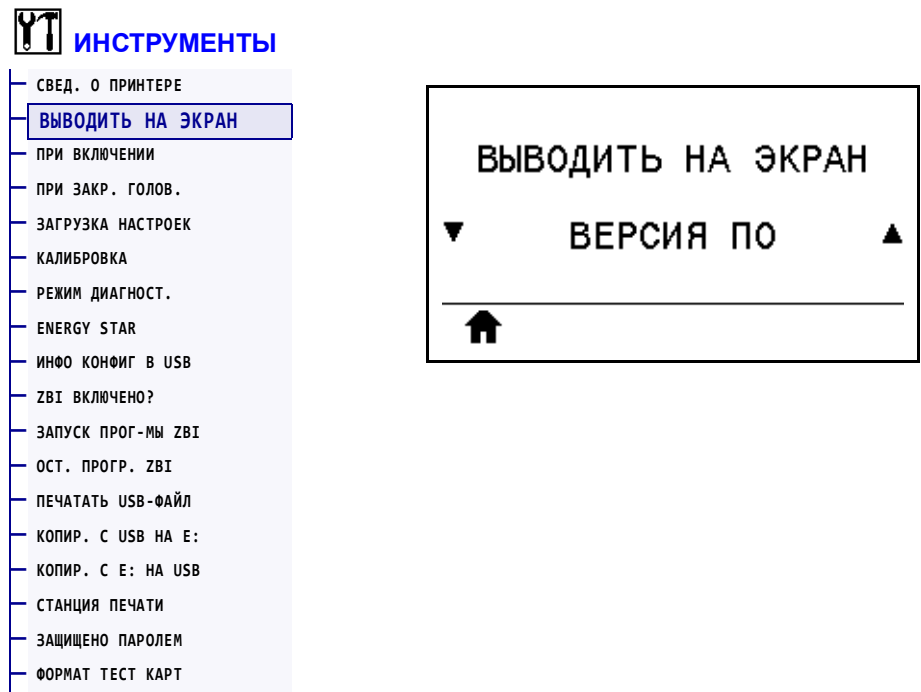 ИНСТРУМЕНТЫ
СВЕД. О ПРИНТЕРЕ
ВЫВОДИТЬ НА ЭКРАН
ПРИ ВКЛЮЧЕНИИ
ПРИ ЗАКР. ГОЛОВ.
ЗАГРУЗКА НАСТРОЕК
КАЛИБРОВКА
РЕЖИМ ДИАГНОСТ.
ENERGY STAR
ИНФО КОНФИГ В USB
ZBI ВКЛЮЧЕНО?
ЗАПУСК ПРОГ-МЫ ZBI
ОСТ. ПРОГР. ZBI
ПЕЧАТАТЬ USB-ФАЙЛ
КОПИР. С USB НА E:
КОПИР. С E: НА USB
СТАНЦИЯ ПЕЧАТИ
ЗАЩИЩЕНО ПАРОЛЕМ
ФОРМАТ ТЕСТ КАРТ
ВЫВОДИТЬ НА ЭКРАН
ВЕРСИЯ ПО